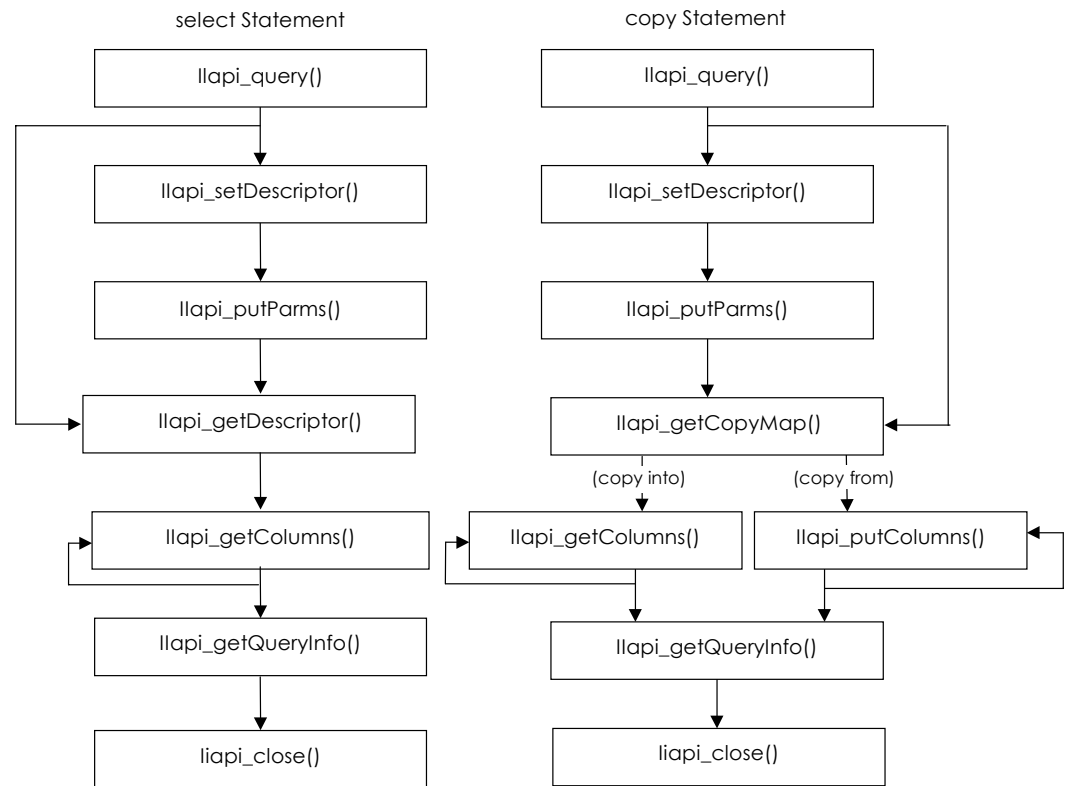 select Statement
IIapi_query()
IIapi_setDescriptor()
IIapi_putParms()
IIapi_getDescriptor()
IIapi_getColumns()
IIapi_getQueryInfo()
Iiapi_close()
copy Statement
IIapi_query()
IIapi_setDescriptor()
IIapi_putParms()
IIapi_getCopyMap()
(copy into)
(copy from)
IIapi_getColumns()
IIapi_putColumns()
IIapi_getQueryInfo()
Iiapi_close()